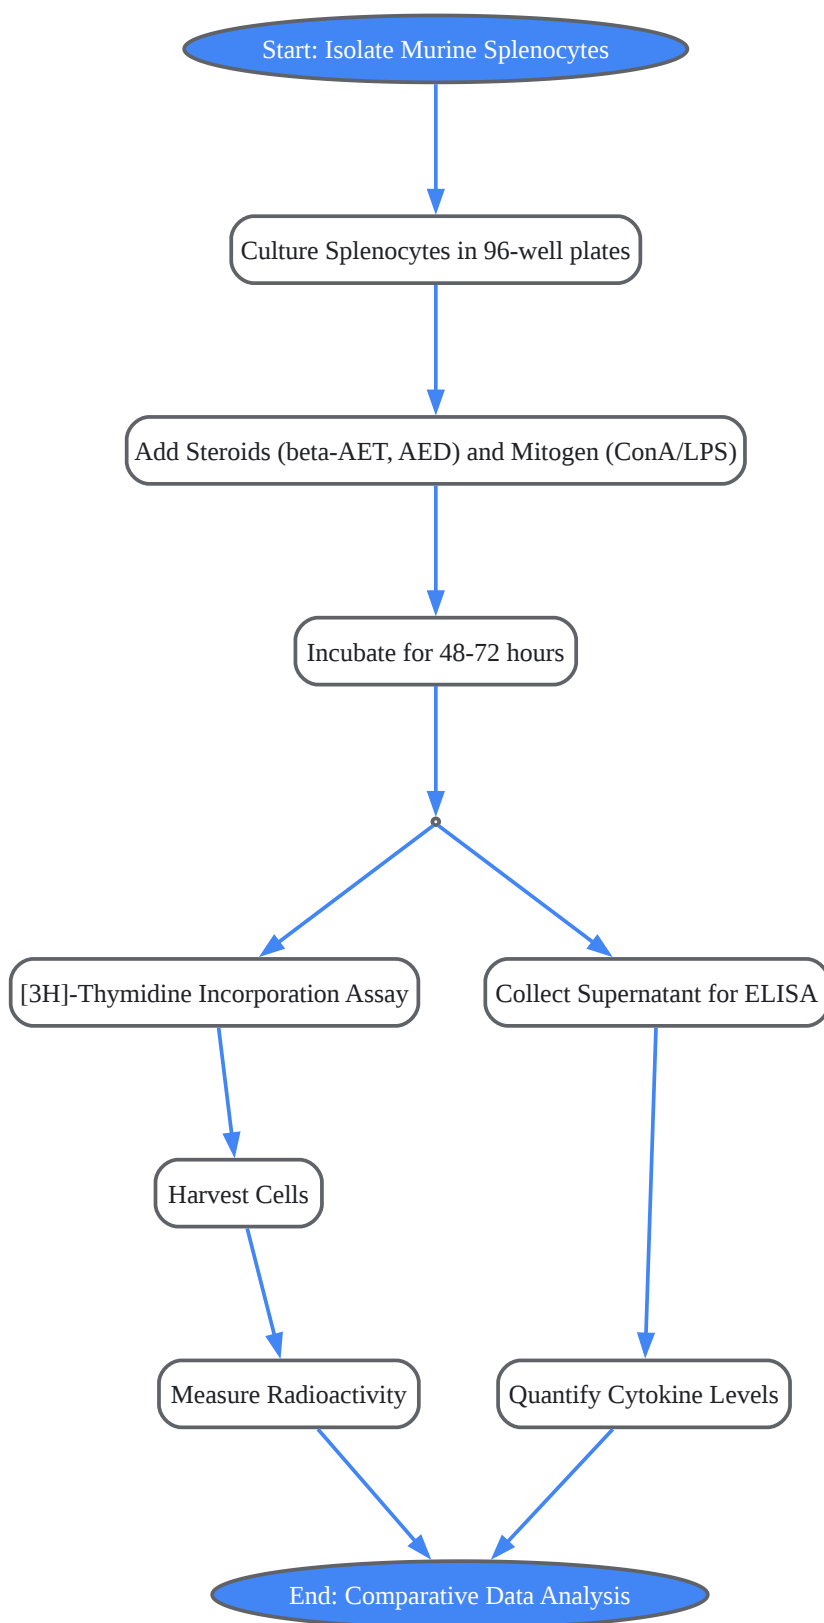 Start: Isolate Murine Splenocytes
Culture Splenocytes in 96-well plates
Add Steroids (beta-AET, AED) and Mitogen (ConA/LPS)
Incubate for 48-72 hours
[3H]-Thymidine Incorporation Assay
Collect Supernatant for ELISA
Harvest Cells
Measure Radioactivity
Quantify Cytokine Levels
End: Comparative Data Analysis